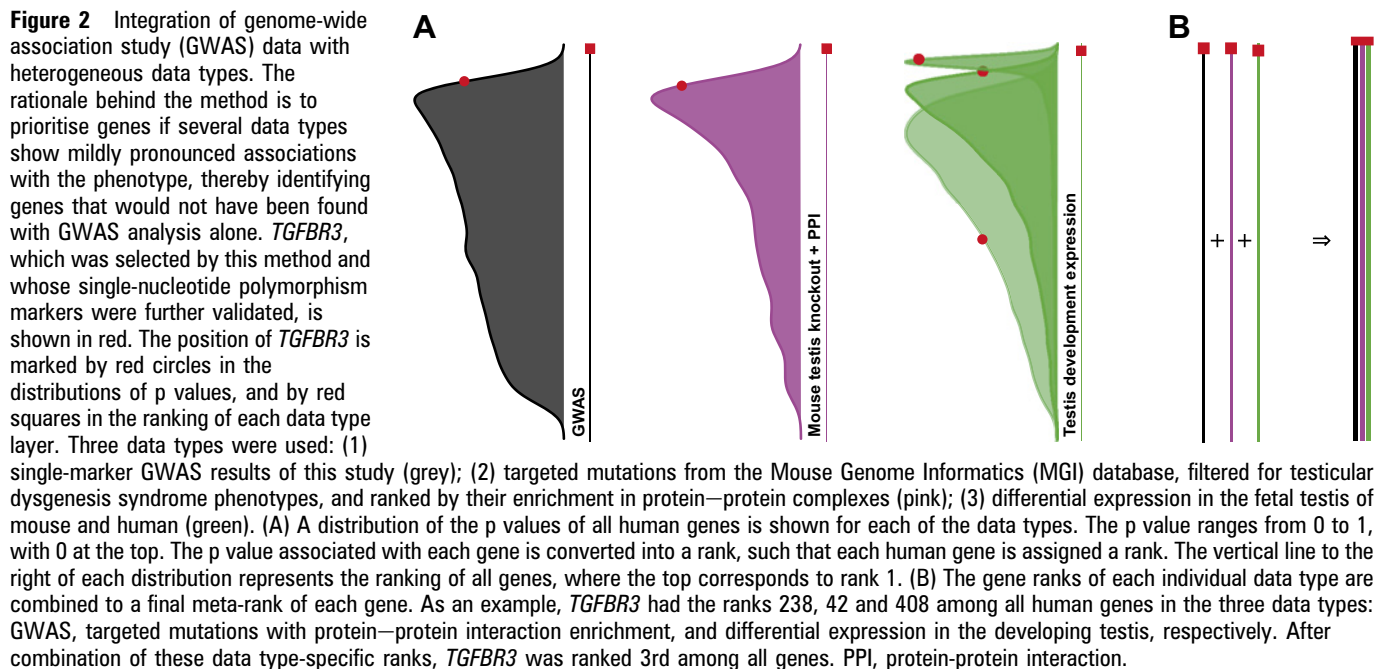 Figure 2 Integration of genome-wide
association study (GWAS) data with
heterogeneous data types. The
rationale behind the method is to
prioritise genes if several data types
show mildly pronounced associations
with the phenotype, thereby identifying
genes that would not have been found
with GWAS analysis alone. TGFBR3,
which was selected by this method and
whose single-nucleotide polymorphism
markers were further validated, is
shown in red. The position of TGFBR3 is
marked by red circles in the
distributions of p values, and by red
squares in the ranking of each data type
layer. Three data types were used: (1)
single-marker GWAS results of this study (grey); (2) targeted mutations from the Mouse Genome Informatics (MGI) database, filtered for testicular
dysgenesis syndrome phenotypes, and ranked by their enrichment in protein–protein complexes (pink); (3) differential expression in the fetal testis of
mouse and human (green). (A) A distribution of the p values of all human genes is shown for each of the data types. The p value ranges from 0 to 1,
with 0 at the top. The p value associated with each gene is converted into a rank, such that each human gene is assigned a rank. The vertical line to the
right of each distribution represents the ranking of all genes, where the top corresponds to rank 1. (B) The gene ranks of each individual data type are
combined to a final meta-rank of each gene. As an example, TGFBR3 had the ranks 238, 42 and 408 among all human genes in the three data types:
GWAS, targeted mutations with protein–protein interaction enrichment, and differential expression in the developing testis, respectively. After
combination of these data type-specific ranks, TGFBR3 was ranked 3rd among all genes. PPI, protein-protein interaction.
A
GWAS
Mouse testis knockout + PPI
Testis development expression
B
+ + ⇒